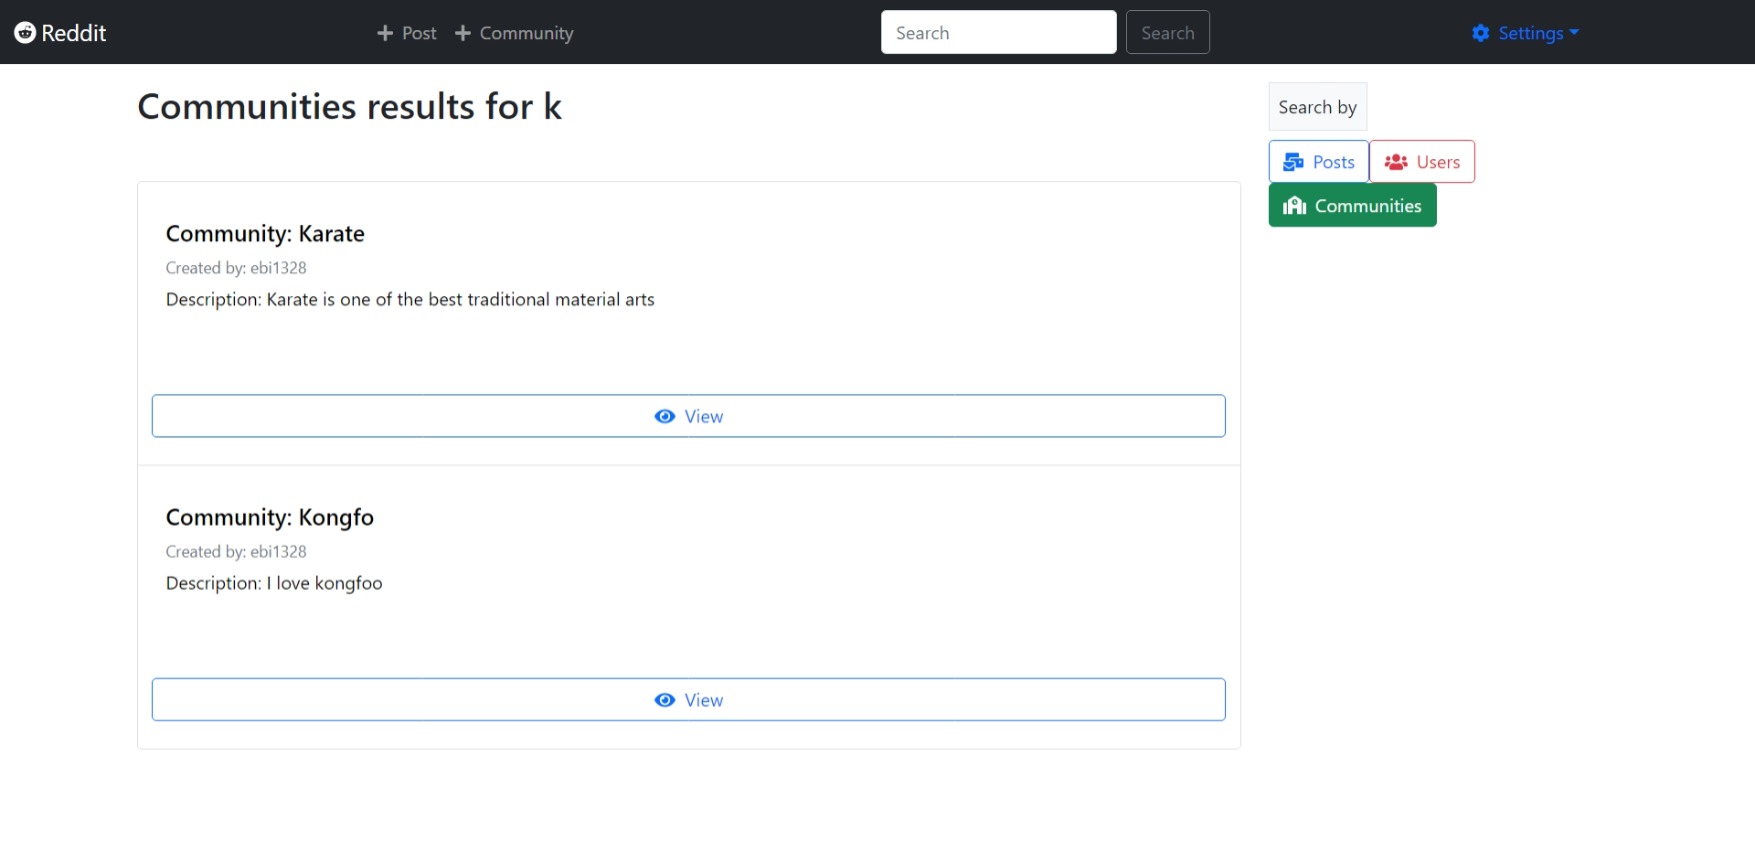 Reddit
Post
Community
Search
Search
Settings
Communities results for k
Search by
Posts
Users
Communities
Community: Karate
Created by: ebi1328
Description: Karate is one of the best traditional material arts
View
Community: Kongfo
Created by: ebi1328
Description: I love kongfoo
View